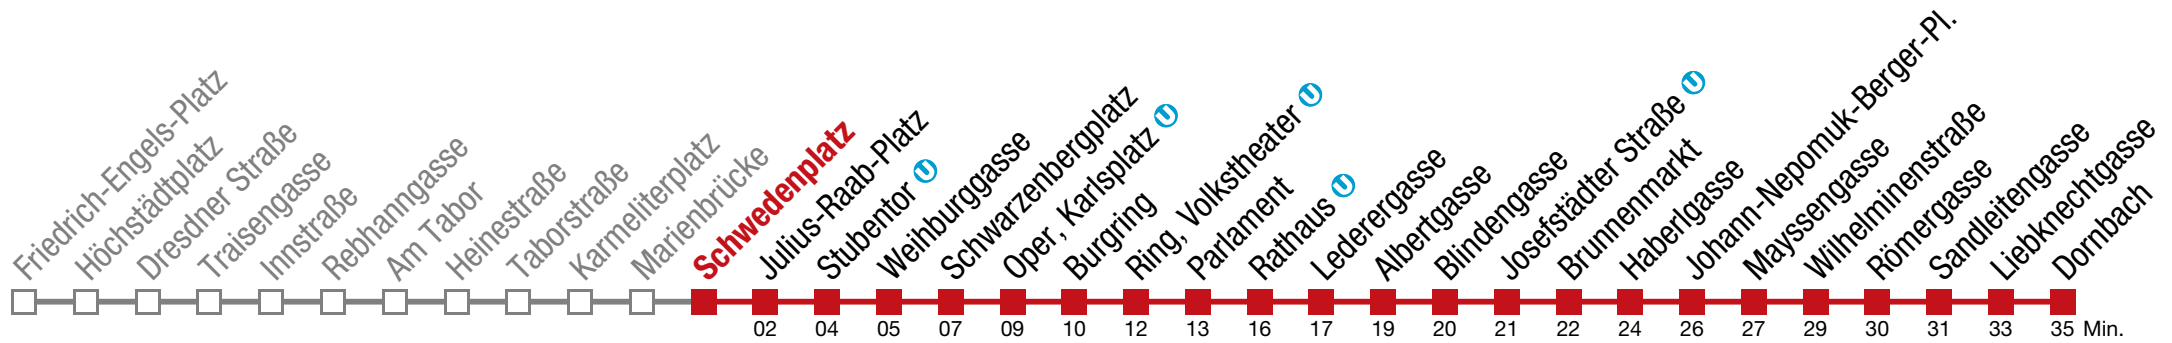 Friedrich-Engels-Platz
Höchstädtplatz
Dresdner Straße
Traisengasse
Innstraße
Rebhanngasse
Am Tabor
Heinestraße
Taborstraße
Karmeliterplatz
Marienbrücke
Schwedenplatz
Julius-Raab-Platz
Stubentor U
Weihburggasse
Schwarzenbergplatz
Oper, Karlsplatz U
Burgring
Ring, Volkstheater U
Parlament
Rathaus U
Lederergasse
Albertgasse
Blindengasse
Josefstädter Straße U
Brunnenmarkt
Haberlgasse
Johann-Nepomuk-Berger-Pl.
Mayssengasse
Wilhelminenstraße
Römergasse
Sandleitengasse
Liebknechtgasse
Dornbach
02 04 05 07 09 10 12 13 16 17 19 20 21 22 24 26 27 29 30 31 33 35 Min.